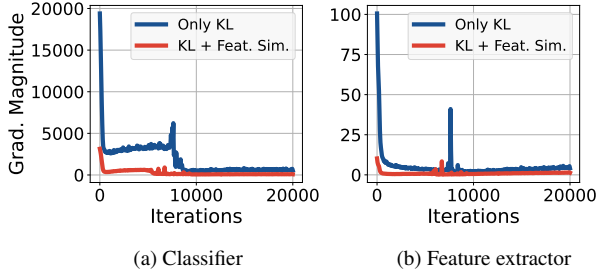 20000
15000
10000
5000
0
Grad. Magnitude
Only KL
KL + Feat. Sim.
0 10000 20000
Iterations
(a) Classifier
100
75
50
25
0
Only KL
KL + Feat. Sim.
0 10000 20000
Iterations
(b) Feature extractor